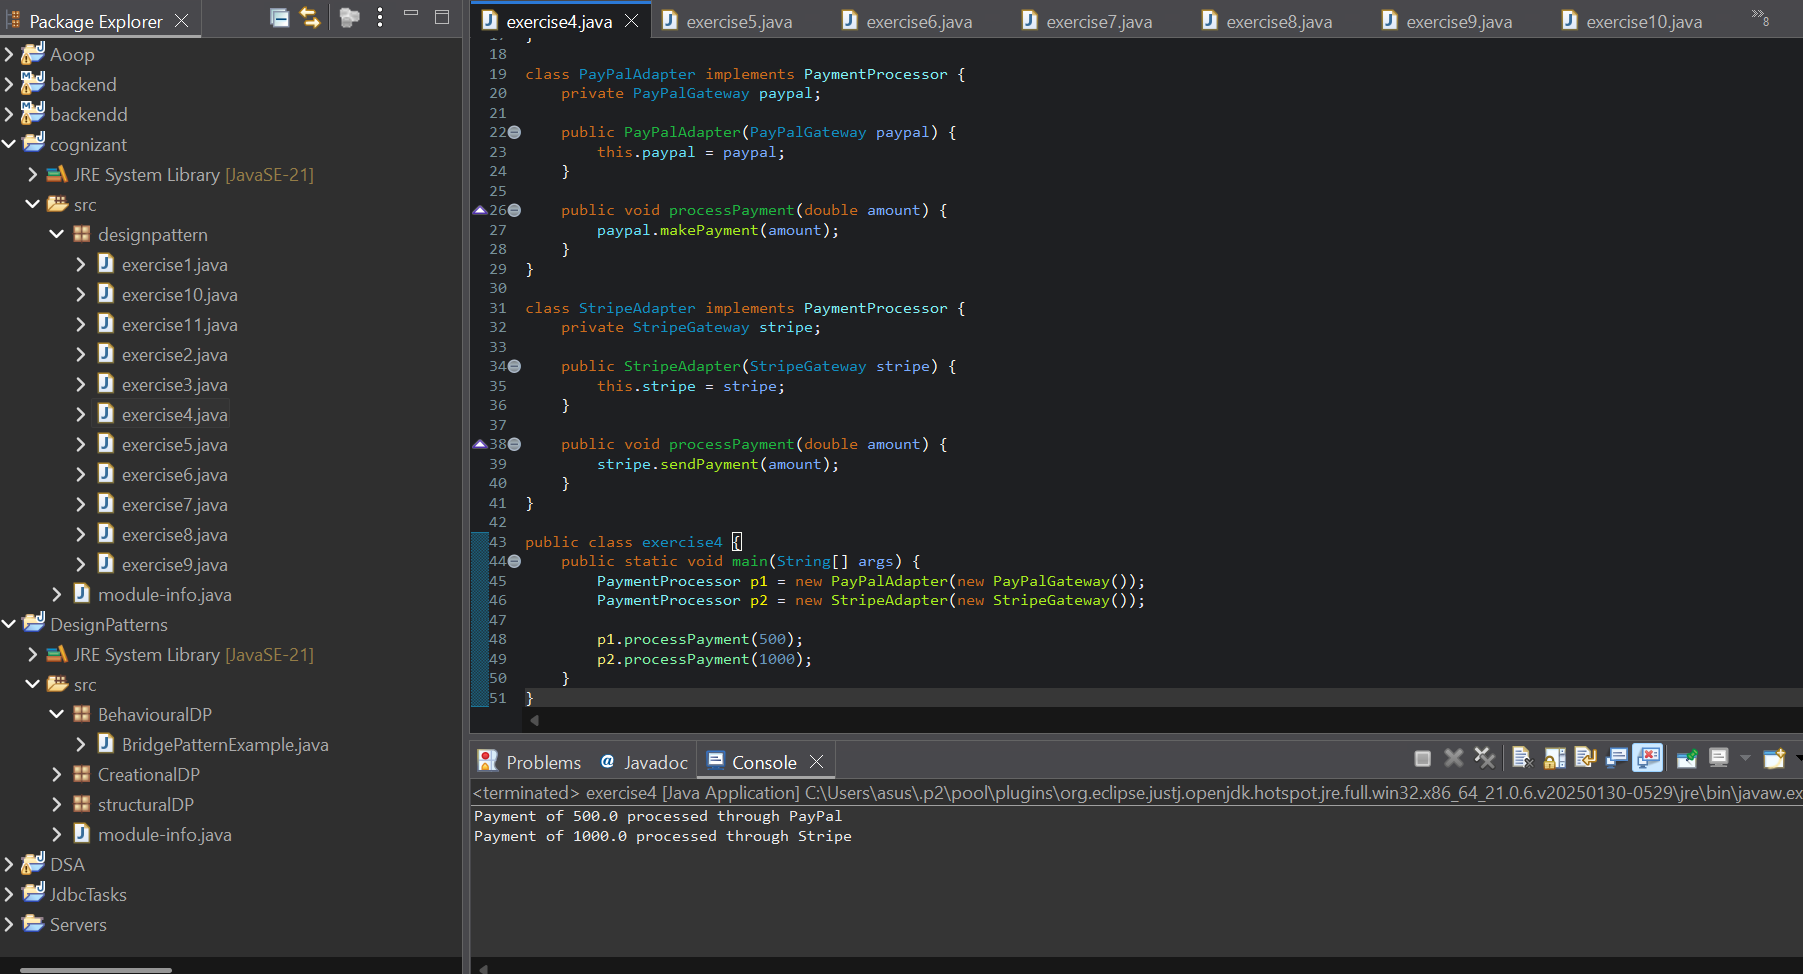 Package Explorer
Aoop
backend
backendd
cognizant
JRE System Library [JavaSE-21]
src
designpattern
exercise1.java
exercise10.java
exercise11.java
exercise2.java
exercise3.java
exercise4.java
exercise5.java
exercise6.java
exercise7.java
exercise8.java
exercise9.java
module-info.java
DesignPatterns
JRE System Library [JavaSE-21]
src
BehaviouralDP
BridgePatternExample.java
CreationalDP
structuralDP
module-info.java
DSA
JdbcTasks
Servers
exercise4.java exercise5.java exercise6.java exercise7.java exercise8.java exercise9.java exercise10.java »8
18
19 class PayPalAdapter implements PaymentProcessor {
20 private PayPalGateway paypal;
21
22 public PayPalAdapter(PayPalGateway paypal) {
23 this.paypal = paypal;
24 }
25
26 public void processPayment(double amount) {
27 paypal.makePayment(amount);
28 }
29 }
30
31 class StripeAdapter implements PaymentProcessor {
32 private StripeGateway stripe;
33
34 public StripeAdapter(StripeGateway stripe) {
35 this.stripe = stripe;
36 }
37
38 public void processPayment(double amount) {
39 stripe.sendPayment(amount);
40 }
41 }
42
43 public class exercise4 {
44 public static void main(String[] args) {
45 PaymentProcessor p1 = new PayPalAdapter(new PayPalGateway());
46 PaymentProcessor p2 = new StripeAdapter(new StripeGateway());
47
48 p1.processPayment(500);
49 p2.processPayment(1000);
50 }
51 }
Problems @ Javadoc Console
<terminated> exercise4 [Java Application] C:\Users\asus\.p2\pool\plugins\org.eclipse.justj.openjdk.hotspot.jre.full.win32.x86_64_21.0.6.v20250130-0529\jre\bin\javaw.ex
Payment of 500.0 processed through PayPal
Payment of 1000.0 processed through Stripe